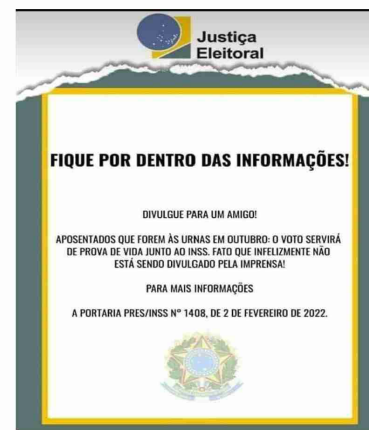 Justiça
Eleitoral
FIQUE POR DENTRO DAS INFORMAÇÕES!
DIVULGUE PARA UM AMIGO!
APOSENTADOS QUE FOREM ÀS URNAS EM OUTUBRO: O VOTO SERVIRÁ
DE PROVA DE VIDA JUNTO AO INSS. FATO QUE INFELIZMENTE NÃO
ESTÁ SENDO DIVULGADO PELA IMPRENSA!
PARA MAIS INFORMAÇÕES
A PORTARIA PRES/INSS Nº 1408, DE 2 DE FEVEREIRO DE 2022.